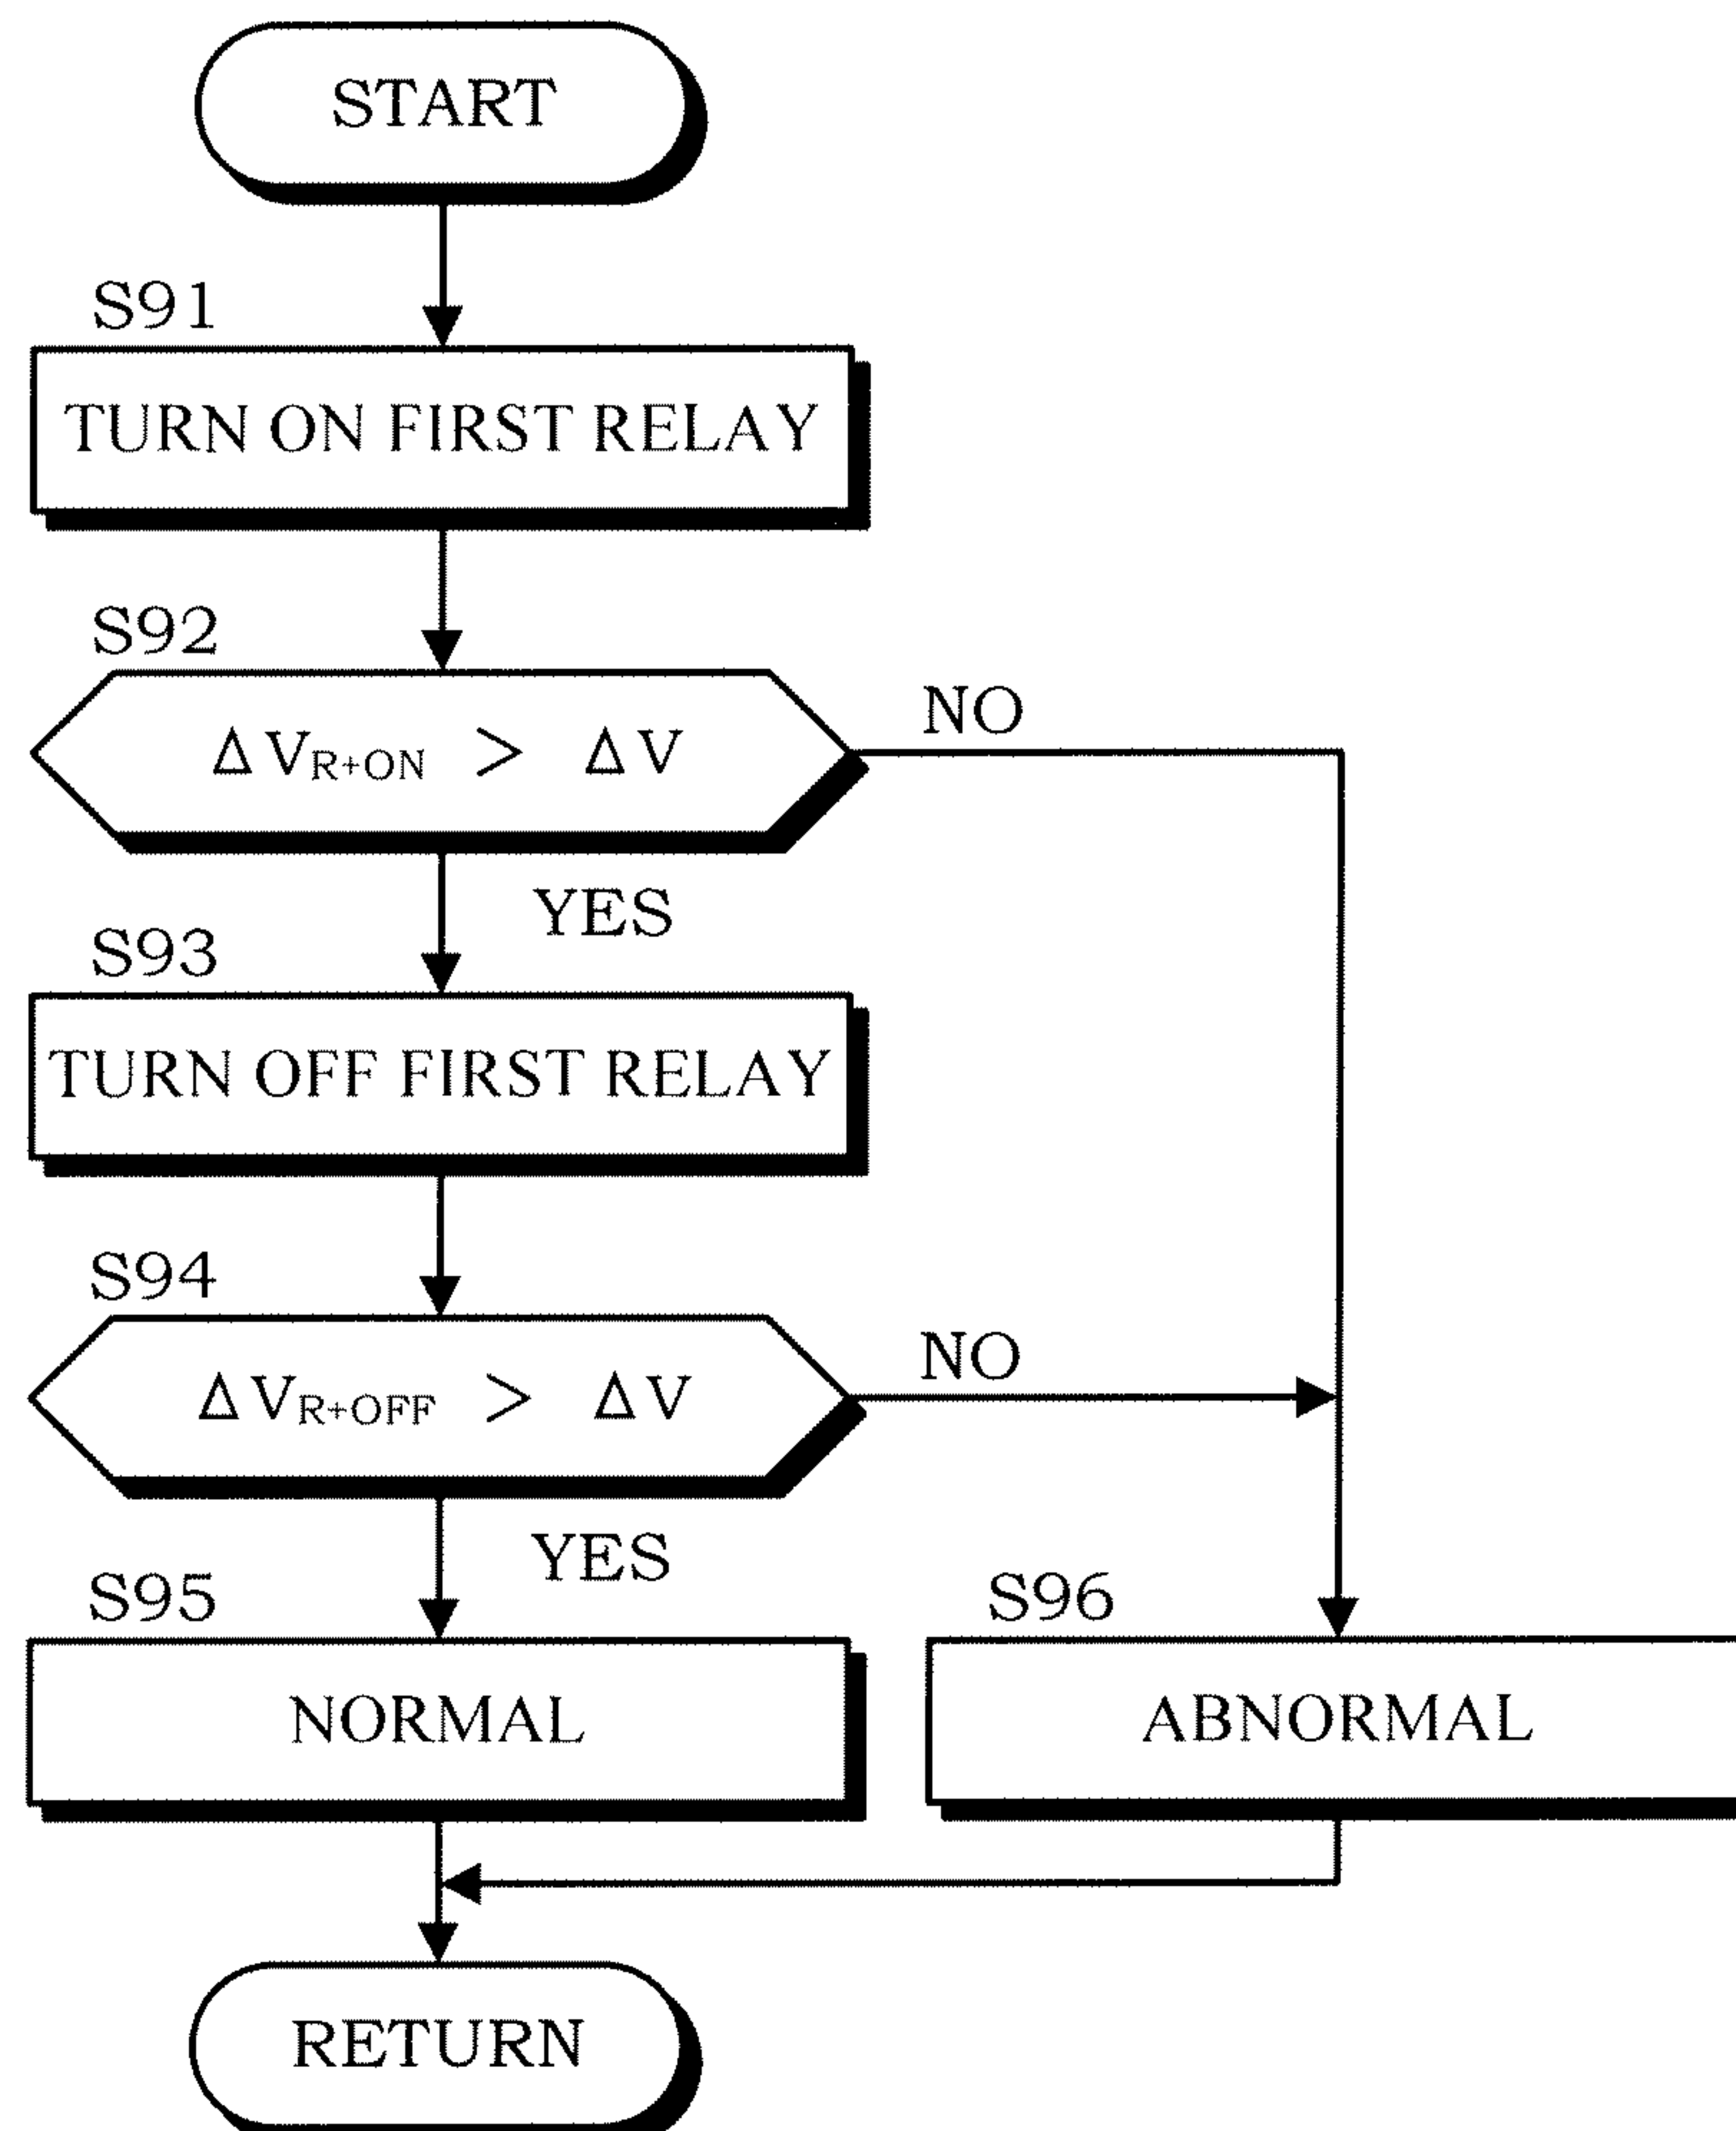 START
S91
TURN ON FIRST RELAY
S92
ΔVR+ON > ΔV
NO
YES
S93
TURN OFF FIRST RELAY
S94
ΔVR+OFF > ΔV
NO
YES
S95
NORMAL
S96
ABNORMAL
RETURN